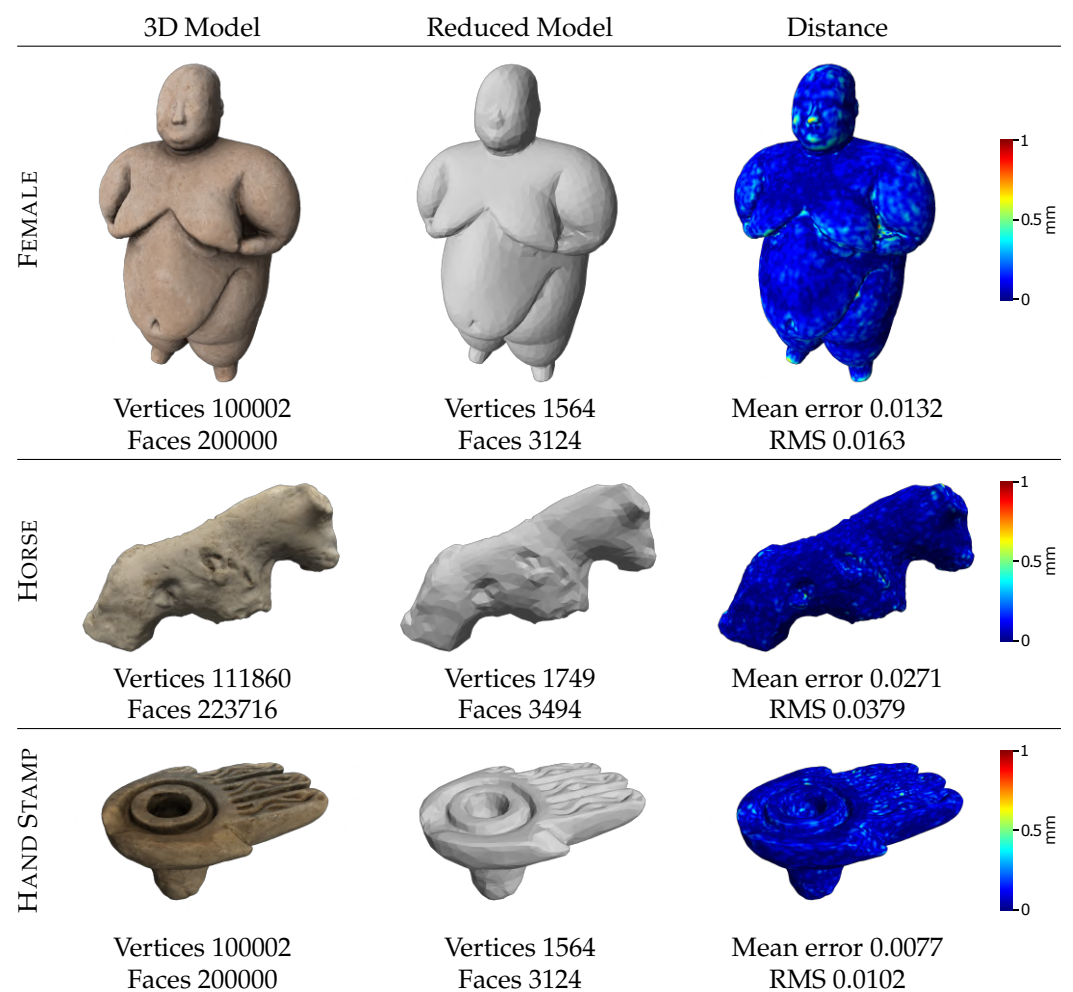 3D Model Reduced Model Distance
FEMALE
1
0.5
mm
0
Vertices 100002 Vertices 1564 Mean error 0.0132
Faces 200000 Faces 3124 RMS 0.0163
HORSE
1
0.5
mm
0
Vertices 111860 Vertices 1749 Mean error 0.0271
Faces 223716 Faces 3494 RMS 0.0379
HAND STAMP
1
0.5
mm
0
Vertices 100002 Vertices 1564 Mean error 0.0077
Faces 200000 Faces 3124 RMS 0.0102